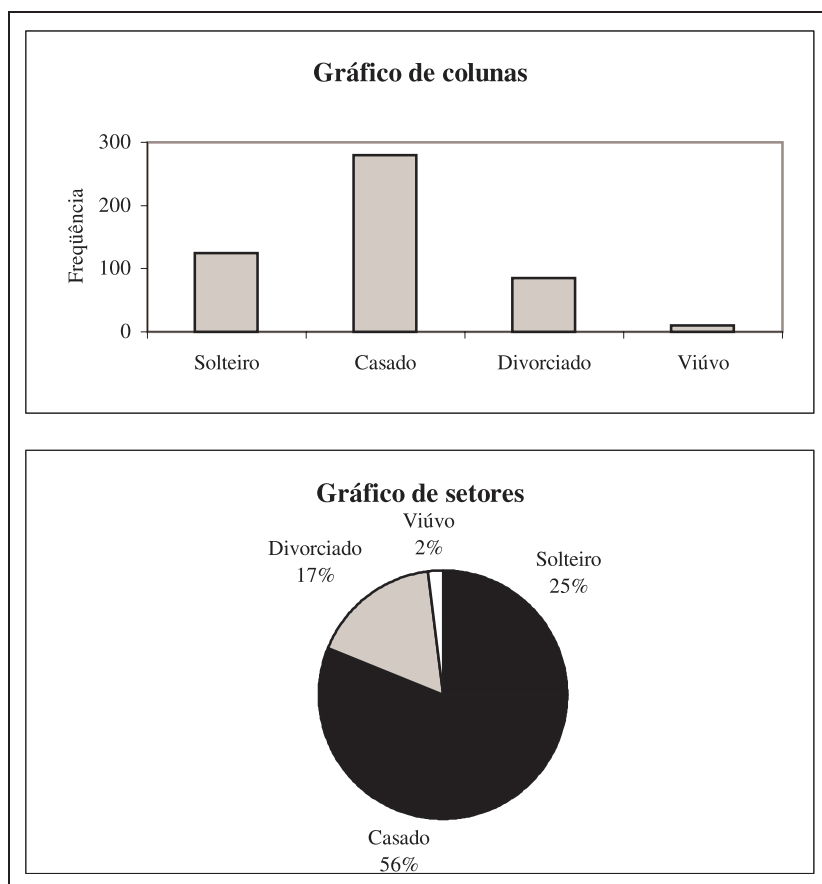 Gráfico de colunas
300
200
100
0
Freqüência
Solteiro Casado Divorciado Viúvo
Gráfico de setores
Viúvo
2%
Divorciado
17%
Solteiro
25%
Casado
56%